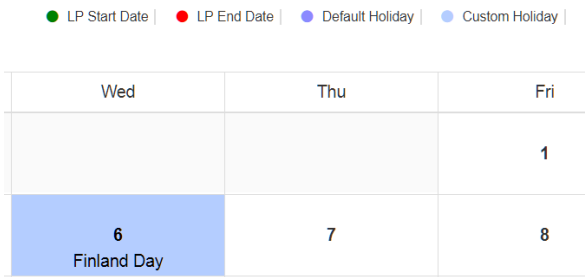 LP Start Date | LP End Date | Default Holiday | Custom Holiday |
Wed Thu Fri
1
6 7 8
Finland Day